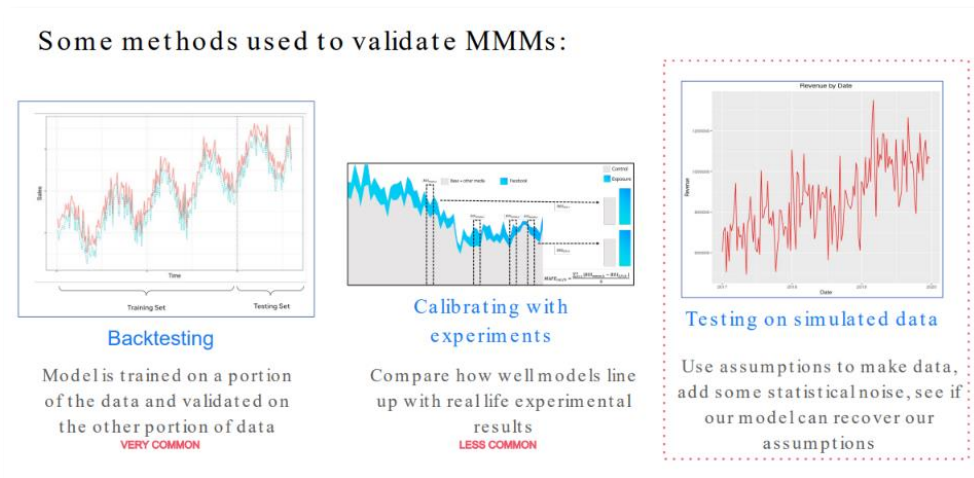 Some methods used to validate MMMs:
Sales
Time
Training Set
Testing Set
Backtesting
Model is trained on a portion
of the data and validated on
the other portion of data
VERY COMMON
Base + other media
Facebook
Control
Exposure
Calibrating with
experiments
Compare how well models line
up with real life experimental
results
LESS COMMON
Revenue by Date
Revenue
2017
2018
2019
2020
Date
Testing on simulated data
Use assumptions to make data,
add some statistical noise, see if
our model can recover our
assumptions